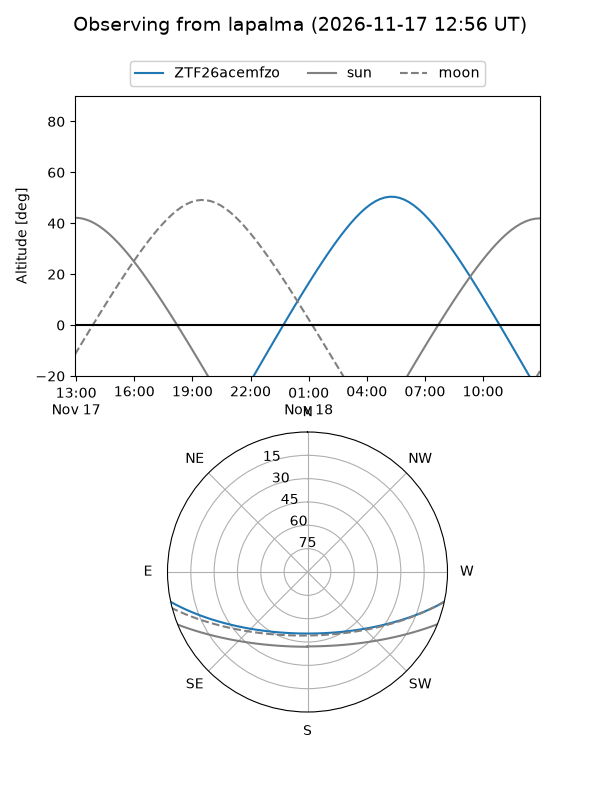 Observing from lapalma (2026-11-17 12:56 UT)
ZTF26acemfzo sun moon
Altitude [deg]
80
60
40
20
0
−20
13:00 16:00 19:00 22:00 01:00 04:00 07:00 10:00
Nov 17 Nov 18
N
NE NW
15
30
45
60
75
E W
SE SW
S